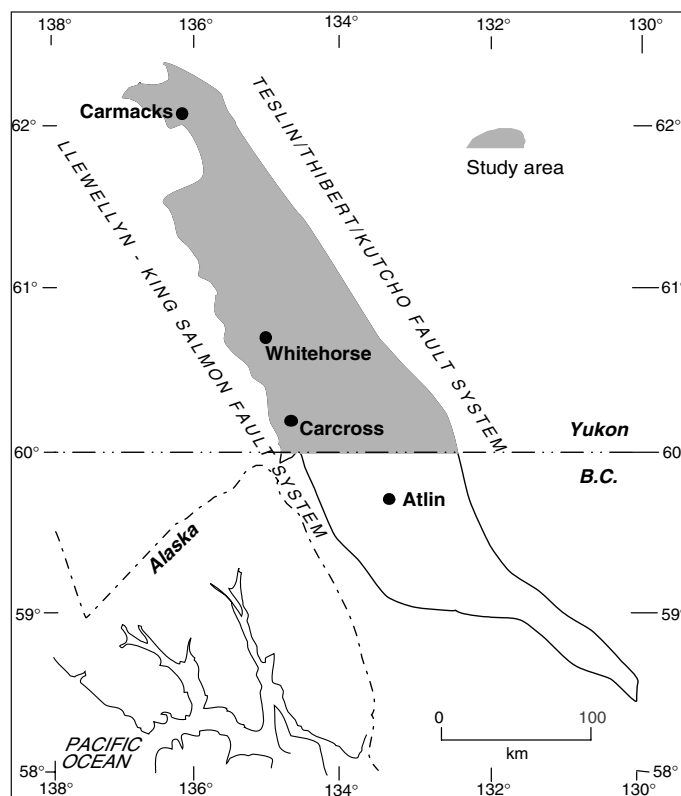 138° 136° 134° 132° 130°
TESLIN/THIBERT/KUTCHO FAULT SYSTEM
Carmacks
62° 62°
LLEWELLYN - KING SALMON FAULT SYSTEM
Study area
61° 61°
Whitehorse
Carcross
Yukon
60° 60
B.C.
Atlin
Alaska
59° 59°
0 100
km
PACIFIC
OCEAN
58° 58°
138° 136° 134° 132° 130°